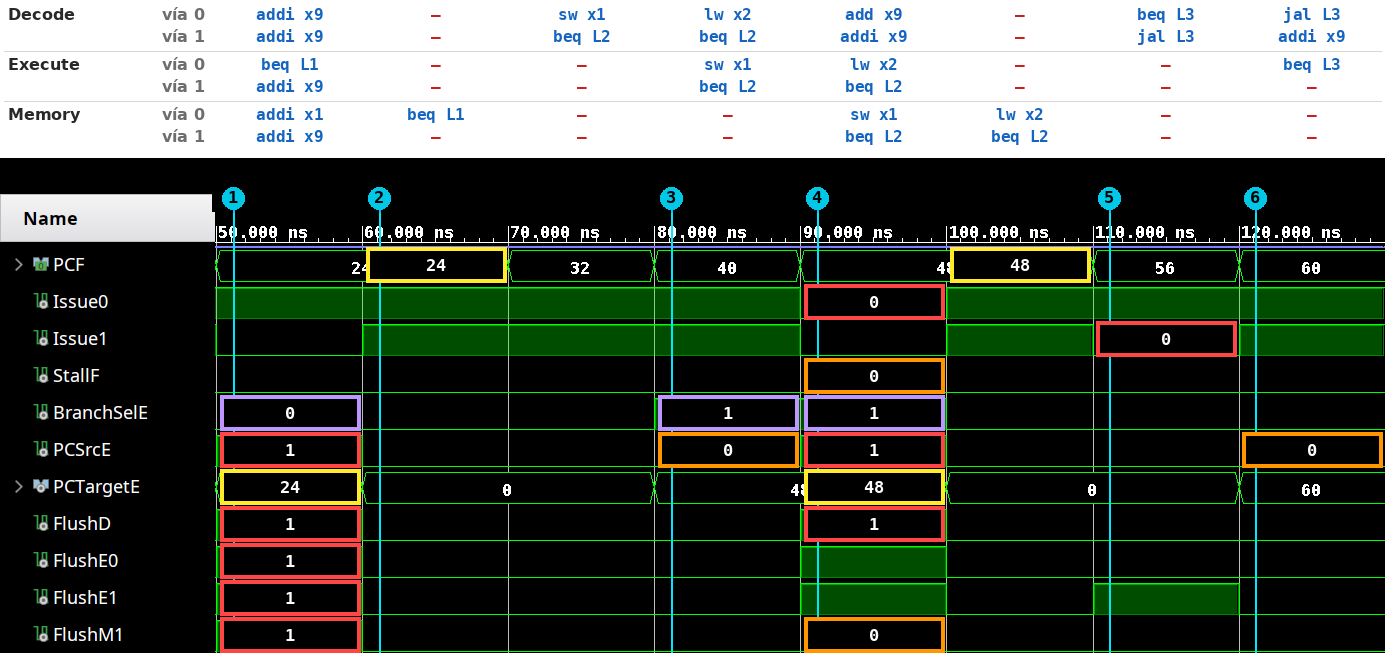 Decode vía 0 addi x9 — sw x1 lw x2 add x9 — beq L3 jal L3
vía 1 addi x9 — beq L2 beq L2 addi x9 — jal L3 addi x9
Execute vía 0 beq L1 — — sw x1 lw x2 — — beq L3
vía 1 addi x9 — — beq L2 beq L2 — — —
Memory vía 0 addi x1 beq L1 — — sw x1 lw x2 — —
vía 1 addi x9 — — — beq L2 beq L2 — —
1 2 3 4 5 6
Name
50.000 ns 60.000 ns 70.000 ns 80.000 ns 90.000 ns 100.000 ns 110.000 ns 120.000 ns
PCF 24 24 32 40 48 48 56 60
Issue0 0
Issue1 0
StallF 0
BranchSelE 0 1 1
PCSrcE 1 0 1 0
PCTargetE 24 0 48 48 0 60
FlushD 1 1
FlushE0 1
FlushE1 1
FlushM1 1 0